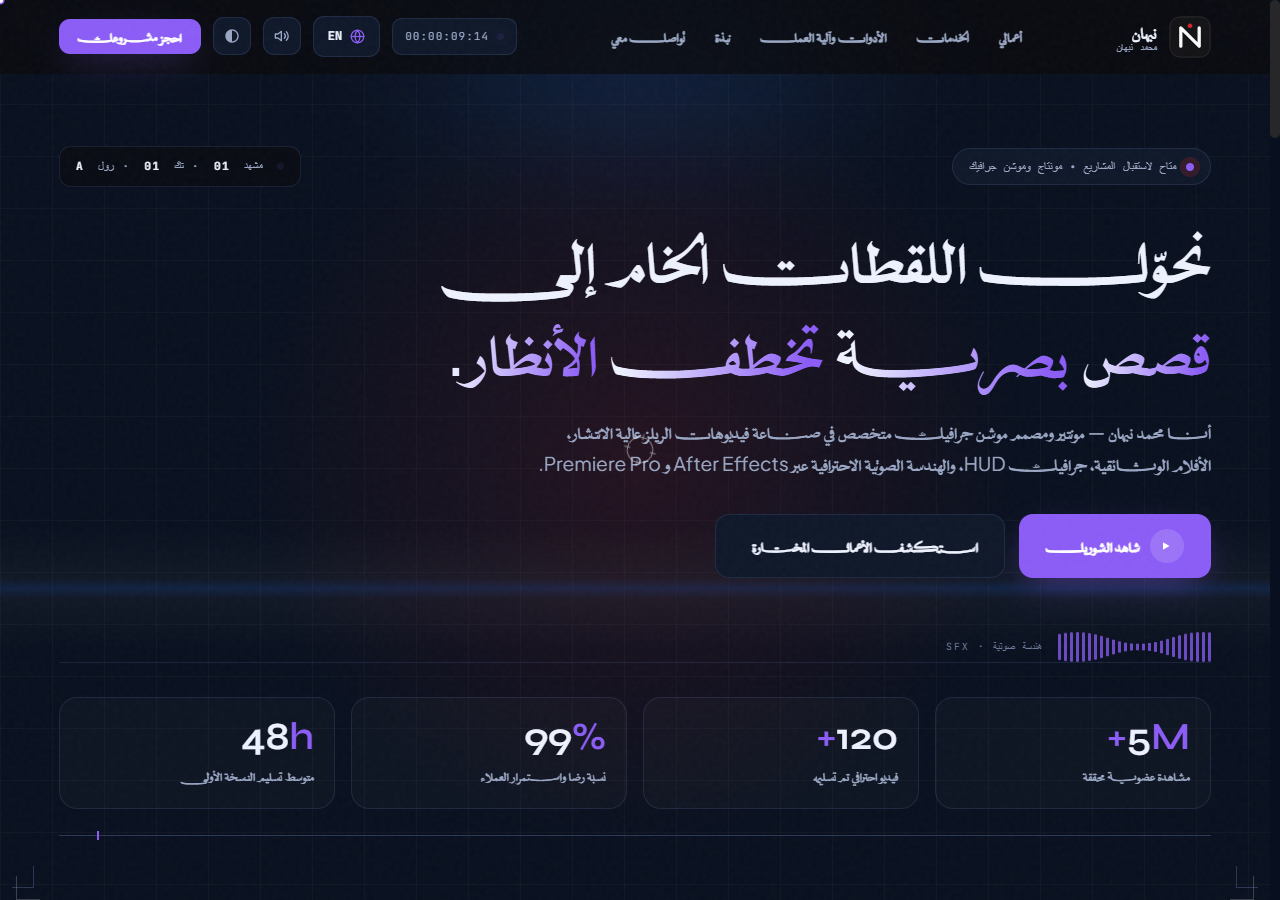 N
نبهان
محمد نبهان
أعمالي
الخدمات
الأدوات وآلية العمل
نبذة
تواصل معي
00:00:09:14
EN
احجز مشروعك
متاح لاستقبال المشاريع • مونتاج وموشن جرافيك
مشهد 01 · تك 01 · رول A
نحوّل اللقطات الخام إلى
قصص بصرية تخطف الأنظار.
أنا محمد نبهان — مونتير ومصمم موشن جرافيك متخصص في صناعة فيديوهات الريلز عالية الانتشار،
الأفلام الوثائقية، جرافيك HUD، والهندسة الصوتية الاحترافية عبر After Effects و Premiere Pro.
شاهد الشوريل
استكشف الأعمال المختارة
هندسة صوتية · SFX
+5M
مشاهدة عضوية محققة
+120
فيديو احترافي تم تسليمه
99%
نسبة رضا واستمرار العملاء
48h
متوسط تسليم النسخة الأولى